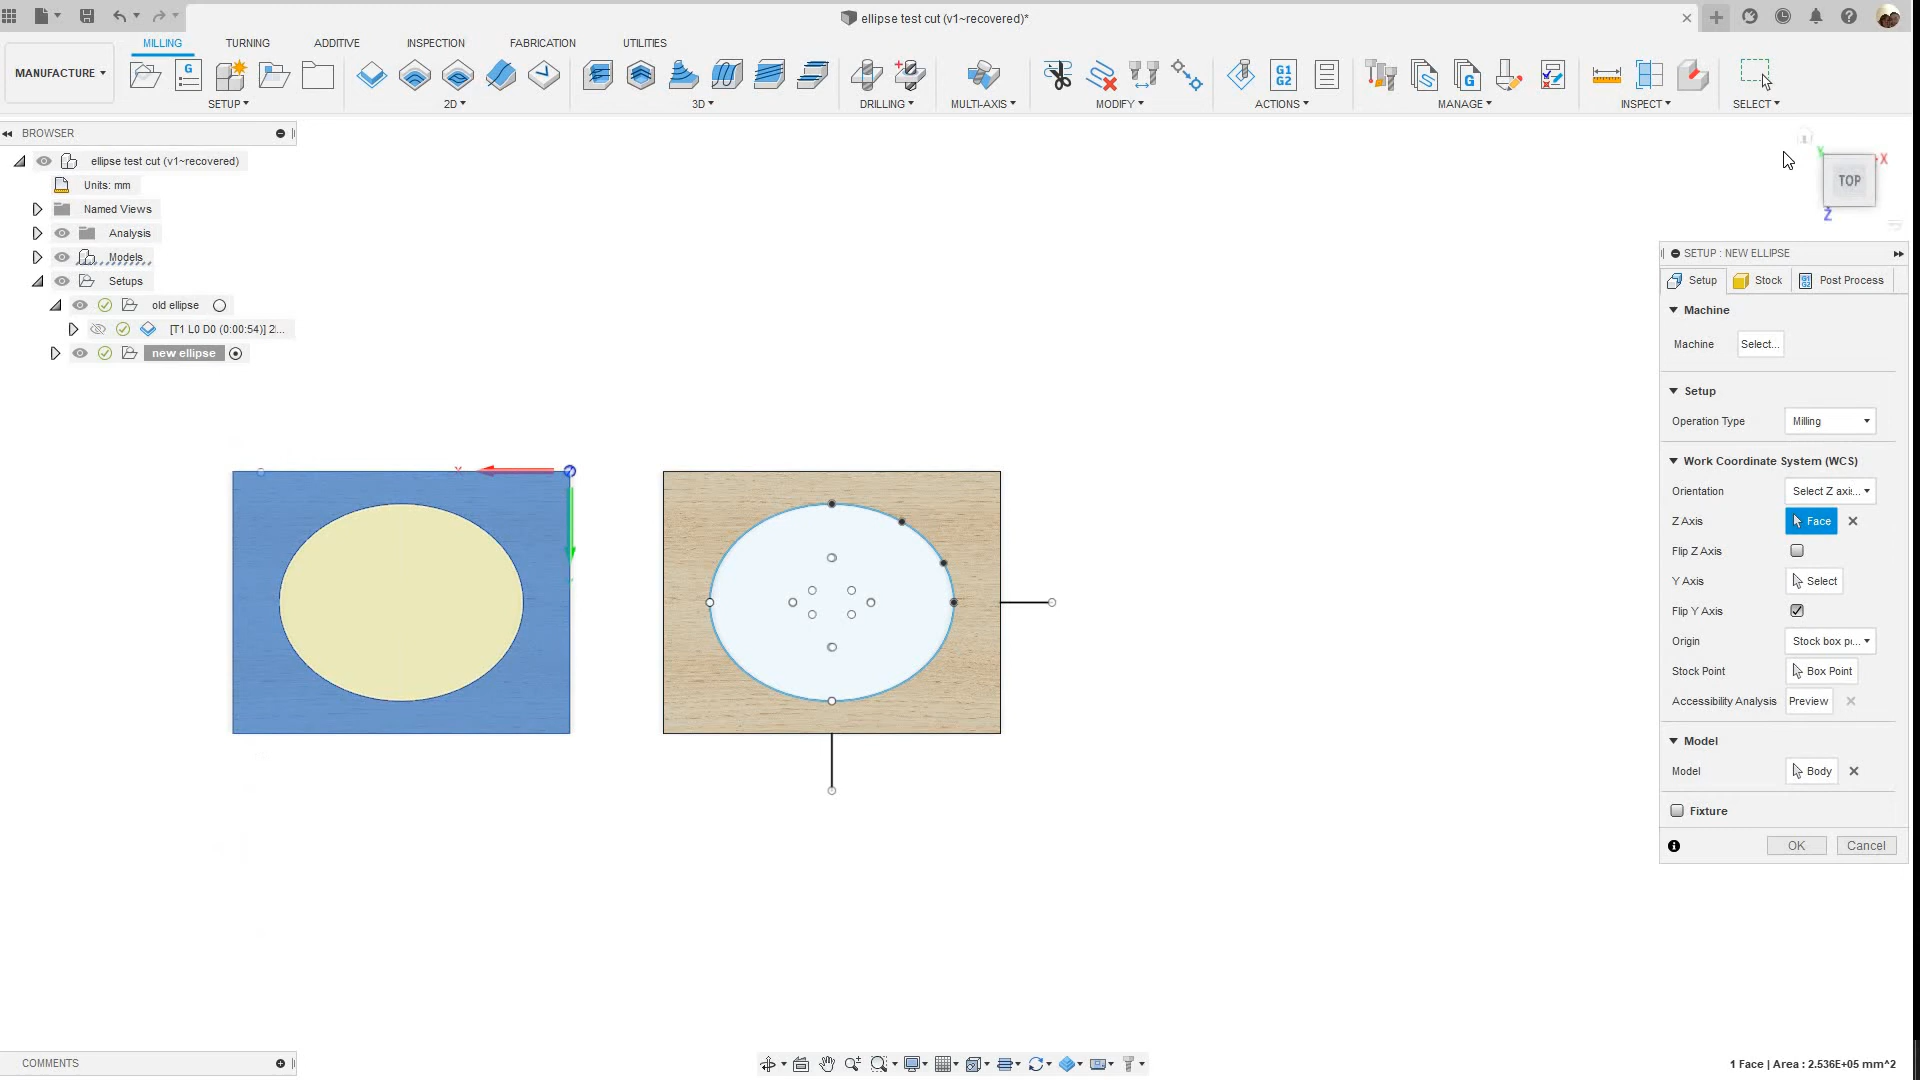 ellipse test cut (v1~recovered)*
MILLING TURNING ADDITIVE INSPECTION FABRICATION UTILITIES
MANUFACTURE
G
G1
G2
G
SETUP 2D 3D DRILLING MULTI-AXIS MODIFY ACTIONS MANAGE INSPECT SELECT
BROWSER
ellipse test cut (v1~recovered)
Units: mm
Named Views
Analysis
Models
Setups
old ellipse
[T1 L0 D0 (0:00:54)] 2...
new ellipse
Y
X
TOP
Z
X
SETUP : NEW ELLIPSE
Setup Stock Post Process
Machine
Machine Select...
Setup
Operation Type Milling
Work Coordinate System (WCS)
Orientation Select Z axi...
Z Axis Face
Flip Z Axis
Y Axis Select
Flip Y Axis
Origin Stock box p...
Stock Point Box Point
Accessibility Analysis Preview
Model
Model Body
Fixture
OK Cancel
COMMENTS
1 Face | Area : 2.536E+05 mm^2